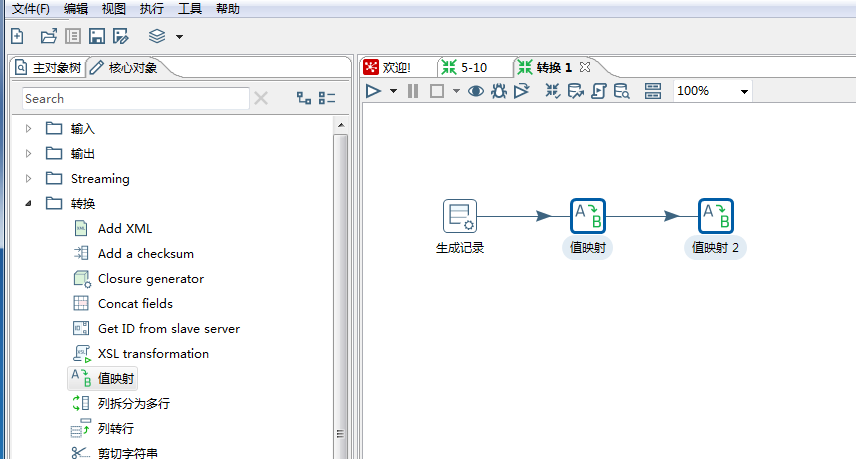 文件(F) 编辑 视图 执行 工具 帮助
主对象树 核心对象
欢迎! 5-10 转换 1
Search
100%
输入
输出
Streaming
转换
Add XML
Add a checksum
Closure generator
Concat fields
Get ID from slave server
XSL transformation
值映射
列拆分为多行
列转行
剪切字符串
生成记录 值映射 值映射 2